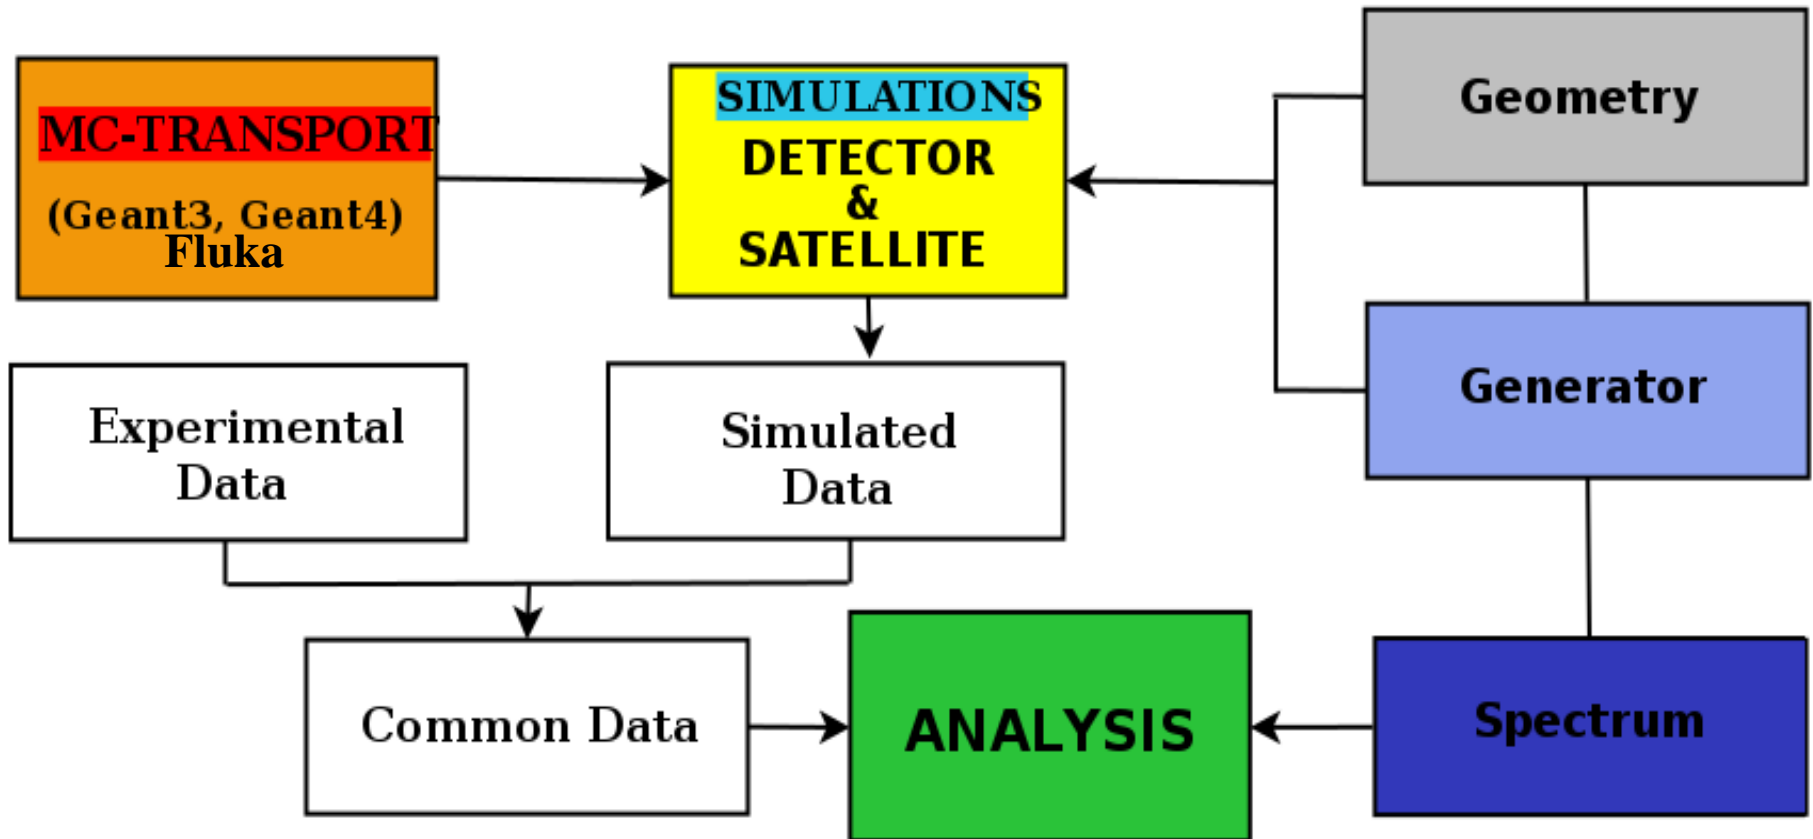 MC-TRANSPORT
(Geant3, Geant4)
Fluka
SIMULATIONS
DETECTOR
&
SATELLITE
Geometry
Generator
Experimental
Data
Simulated
Data
Common Data
ANALYSIS
Spectrum